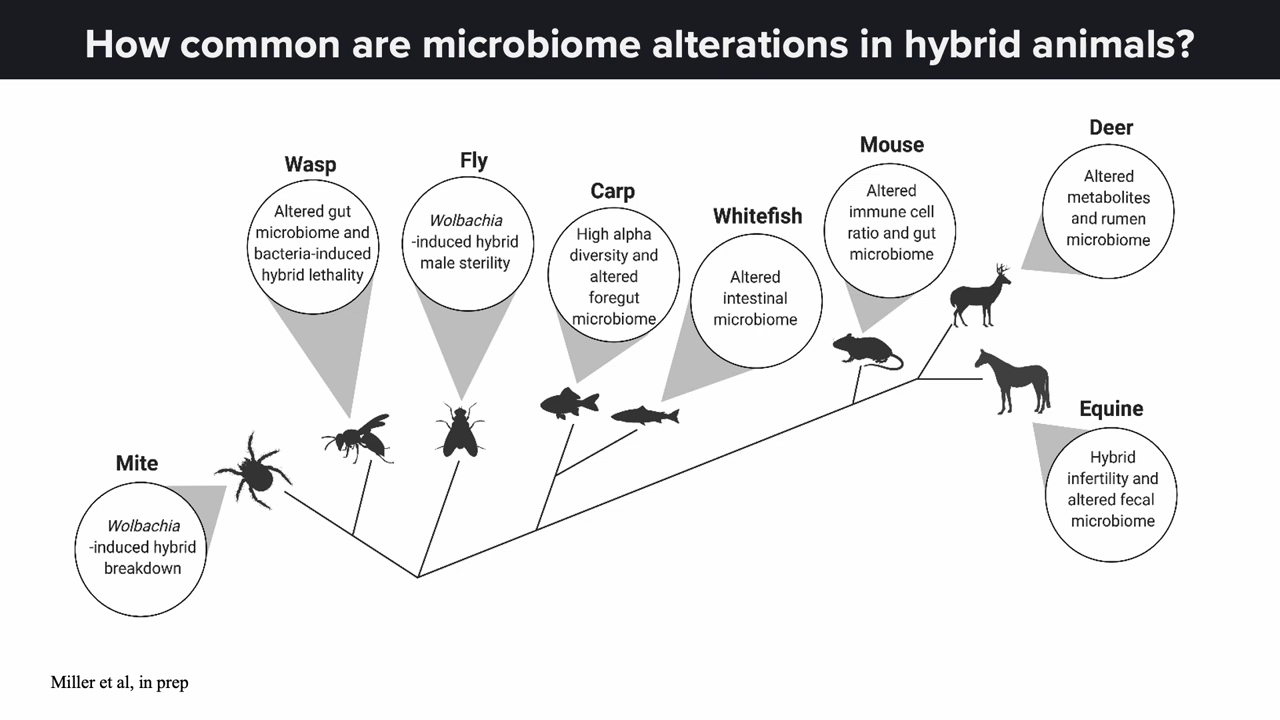 How common are microbiome alterations in hybrid animals?
Mite
Wolbachia
-induced hybrid
breakdown
Wasp
Altered gut
microbiome and
bacteria-induced
hybrid lethality
Fly
Wolbachia
-induced hybrid
male sterility
Carp
High alpha
diversity and
altered
foregut
microbiome
Whitefish
Altered
intestinal
microbiome
Mouse
Altered
immune cell
ratio and gut
microbiome
Deer
Altered
metabolites
and rumen
microbiome
Equine
Hybrid
infertility and
altered fecal
microbiome
Miller et al, in prep